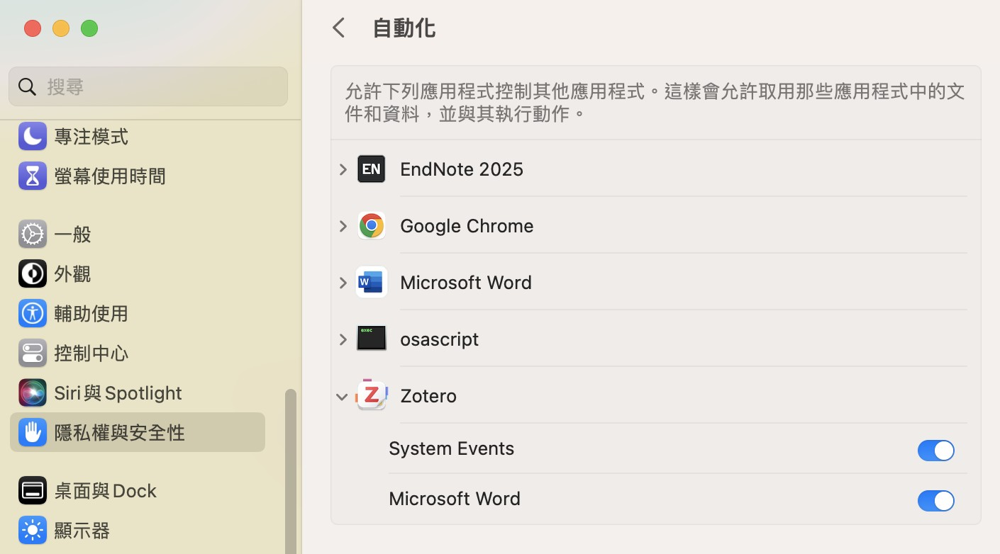 搜尋
專注模式
螢幕使用時間
一般
外觀
輔助使用
控制中心
Siri與Spotlight
隱私權與安全性
桌面與Dock
顯示器
自動化
允許下列應用程式控制其他應用程式。這樣會允許取用那些應用程式中的文
件和資料，並與其執行動作。
EN
EndNote 2025
Google Chrome
W
Microsoft Word
exec
osascript
Z
Zotero
System Events
Microsoft Word